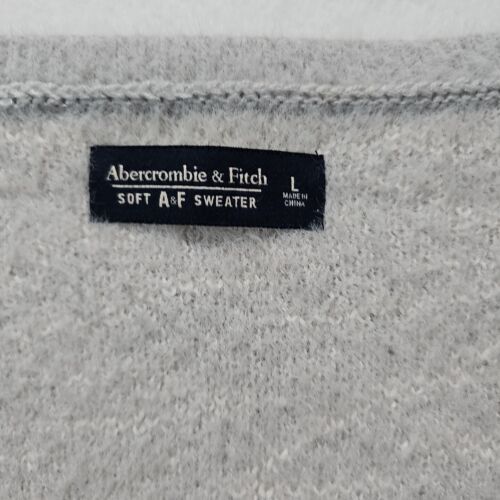 Abercrombie & Fitch
SOFT A&F SWEATER
L
MADE IN
CHINA